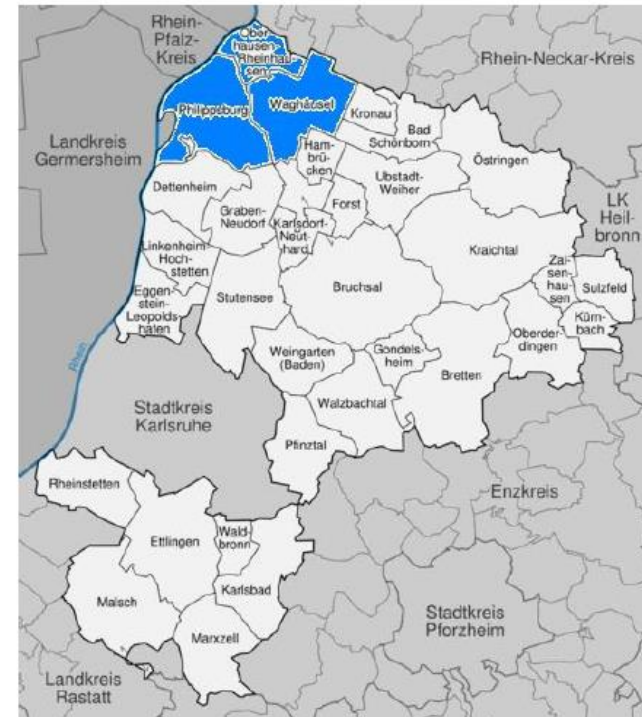 Rhein-
Pfalz-
Kreis
Ober
hausen-
Rheinhau
sen
Rhein-Neckar-Kreis
Philippsburg
Waghäusel
Kronau
Bad
Schönborn
Landkreis
Germersheim
Ham-
brü-
cken
Östringen
Ubstadt-
Weiher
Dettenheim
Graben-
Neudorf
Forst
LK
Heil-
bronn
Karlsdorf-
Neut-
hard
Kraichtal
Linkenheim
Hoch-
stetten
Zai-
sen-
hau-
sen
Sulzfeld
Eggen-
stein-
Leopolds-
hafen
Stutensee
Bruchsal
Kürn-
bach
Oberder-
dingen
Rhein
Weingarten
(Baden)
Gondels-
heim
Bretten
Walzbachtal
Stadtkreis
Karlsruhe
Pfinztal
Rheinstetten
Enzkreis
Ettlingen
Wald-
bronn
Karlsbad
Malsch
Stadtkreis
Pforzheim
Marxzell
Landkreis
Rastatt